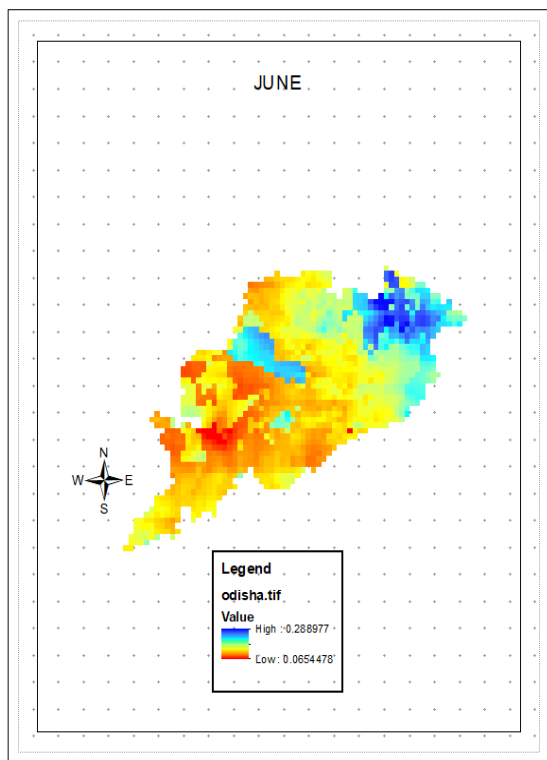 JUNE
N
W E
S
Legend
odisha.tif
Value
High : 0.288977
Low : 0.0654478